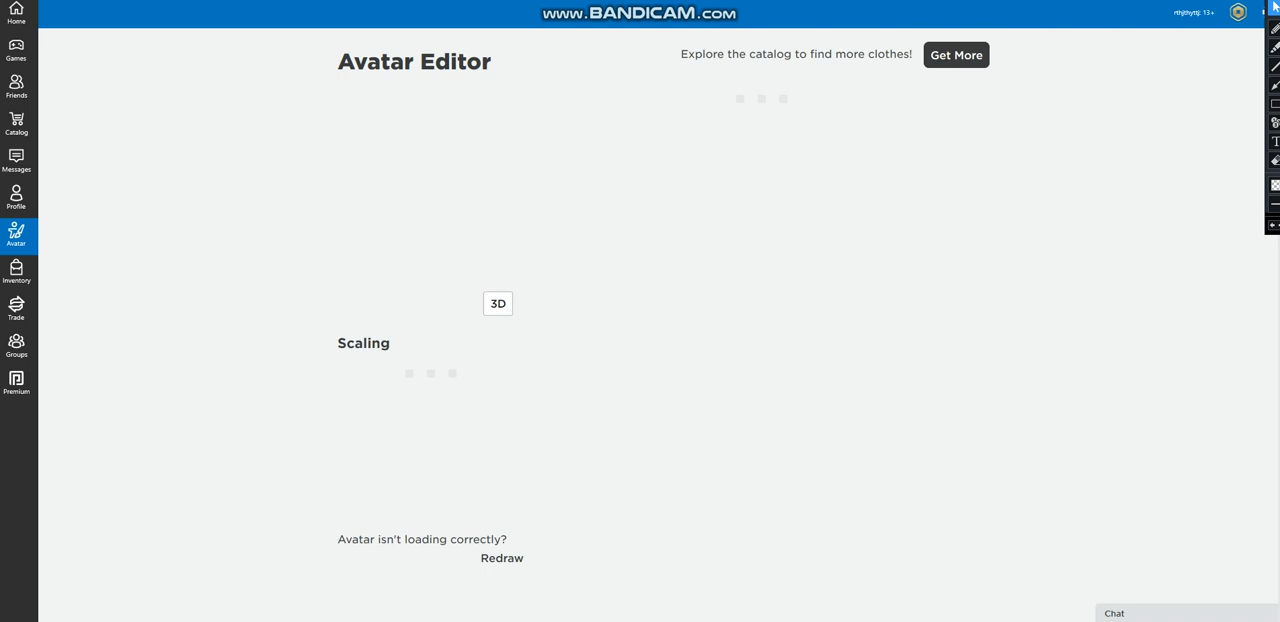 Home
Games
Friends
Catalog
Messages
Profile
Avatar
Inventory
Trade
Groups
Premium
www.BANDICAM.com
rthjthyttj: 13+
Avatar Editor
Explore the catalog to find more clothes!
Get More
3D
Scaling
Avatar isn't loading correctly?
Redraw
Chat